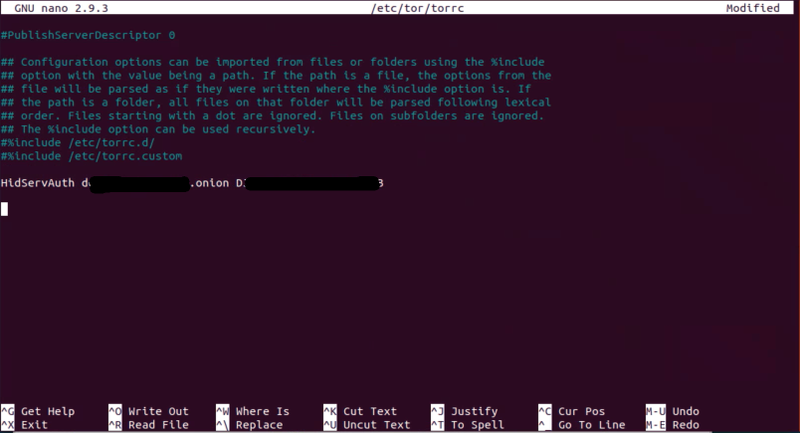 GNU nano 2.9.3 /etc/tor/torrc Modified
#PublishServerDescriptor 0
## Configuration options can be imported from files or folders using the %include
## option with the value being a path. If the path is a file, the options from the
## file will be parsed as if they were written where the %include option is. If
## the path is a folder, all files on that folder will be parsed following lexical
## order. Files starting with a dot are ignored. Files on subfolders are ignored.
## The %include option can be used recursively.
#%include /etc/torrc.d/
#%include /etc/torrc.custom
HidServAuth .onion
^G Get Help ^O Write Out ^W Where Is ^K Cut Text ^J Justify ^C Cur Pos M-U Undo
^X Exit ^R Read File ^\ Replace ^U Uncut Text ^T To Spell ^_ Go To Line M-E Redo